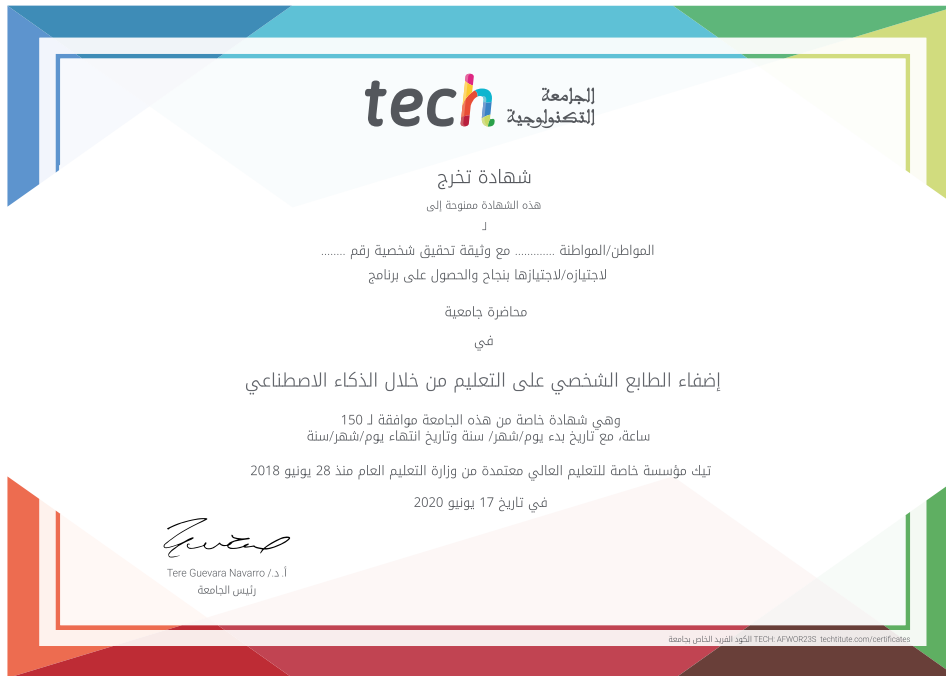 tech الجامعة
التكنولوجية
شهادة تخرج
هذه الشهادة ممنوحة إلى
لـ
المواطن/المواطنة ............ مع وثيقة تحقيق شخصية رقم ........
لاجتيازه/لاجتيازها بنجاح والحصول على برنامج
محاضرة جامعية
في
إضفاء الطابع الشخصي على التعليم من خلال الذكاء الاصطناعي
وهي شهادة خاصة من هذه الجامعة موافقة لـ 150
ساعة، مع تاريخ بدء يوم/شهر/ سنة وتاريخ انتهاء يوم/شهر/سنة
تيك مؤسسة خاصة للتعليم العالي معتمدة من وزارة التعليم العام منذ 28 يونيو 2018
في تاريخ 17 يونيو 2020
أ. د./ Tere Guevara Navarro
رئيس الجامعة
الكود الفريد الخاص بجامعة TECH: AFWOR23S techtitute.com/certificates